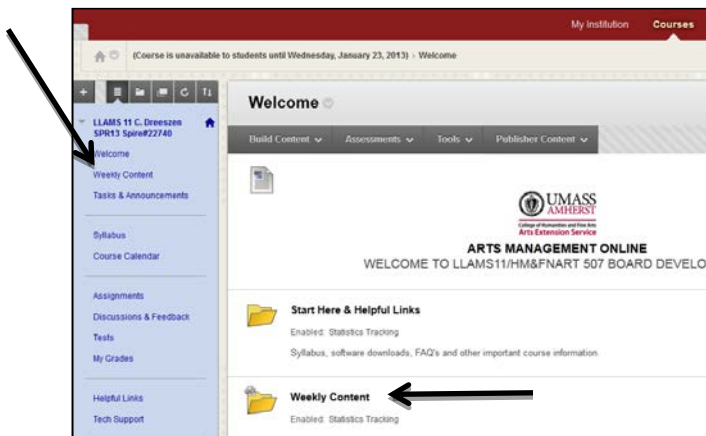 My Institution Courses
(Course is unavailable to students until Wednesday, January 23, 2013) › Welcome
LLAMS 11 C. Dreeszen
SPR13 Spire#22740
Welcome
Weekly Content
Tasks & Announcements
Syllabus
Course Calendar
Assignments
Discussions & Feedback
Tests
My Grades
Helpful Links
Tech Support
Welcome
Build Content Assessments Tools Publisher Content
UMASS
AMHERST
College of Humanities and Fine Arts
Arts Extension Service
ARTS MANAGEMENT ONLINE
WELCOME TO LLAMS11/HM&FNART 507 BOARD DEVELO
Start Here & Helpful Links
Enabled: Statistics Tracking
Syllabus, software downloads, FAQ's and other important course information
Weekly Content
Enabled: Statistics Tracking